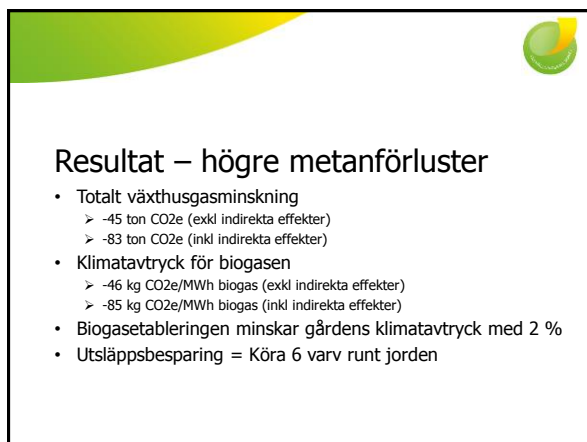 Resultat – högre metanförluster
• Totalt växthusgasminskning
➢ -45 ton CO2e (exkl indirekta effekter)
➢ -83 ton CO2e (inkl indirekta effekter)
• Klimatavtryck för biogasen
➢ -46 kg CO2e/MWh biogas (exkl indirekta effekter)
➢ -85 kg CO2e/MWh biogas (inkl indirekta effekter)
• Biogasetableringen minskar gårdens klimatavtryck med 2 %
• Utsläppsbesparing = Köra 6 varv runt jorden